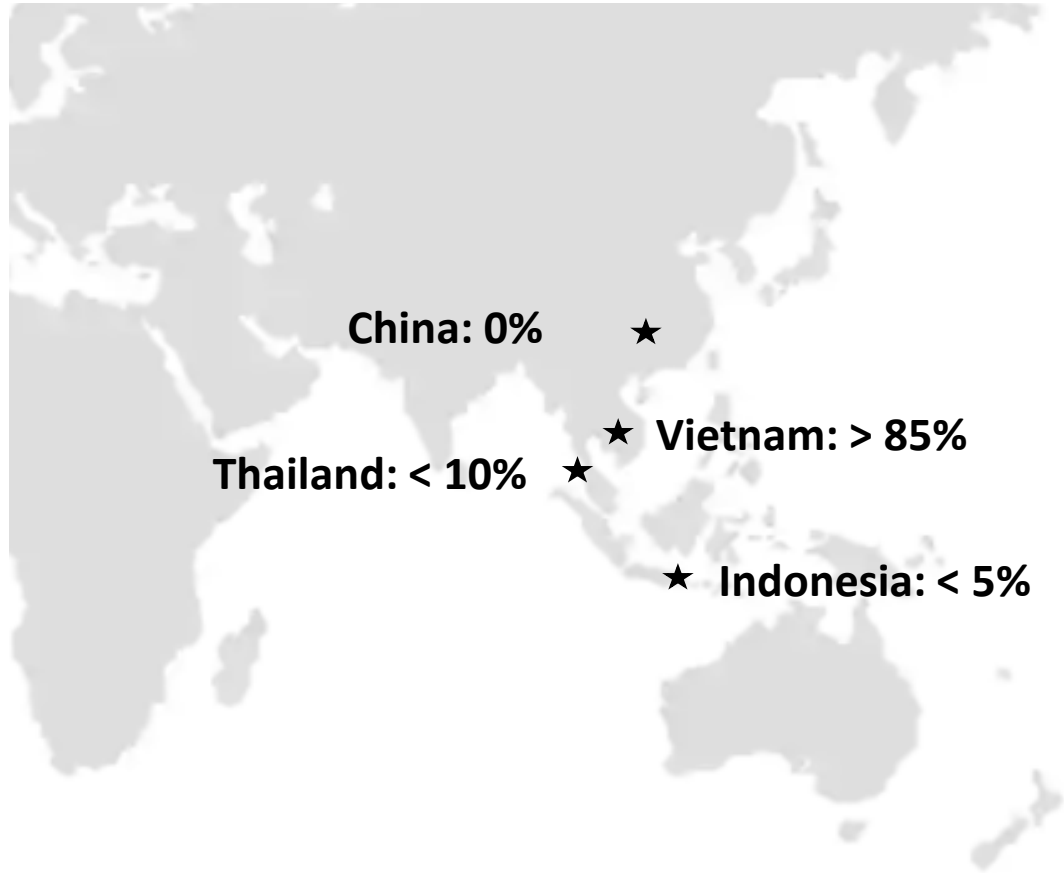 China: 0%
Vietnam: > 85%
Thailand: < 10%
Indonesia: < 5%